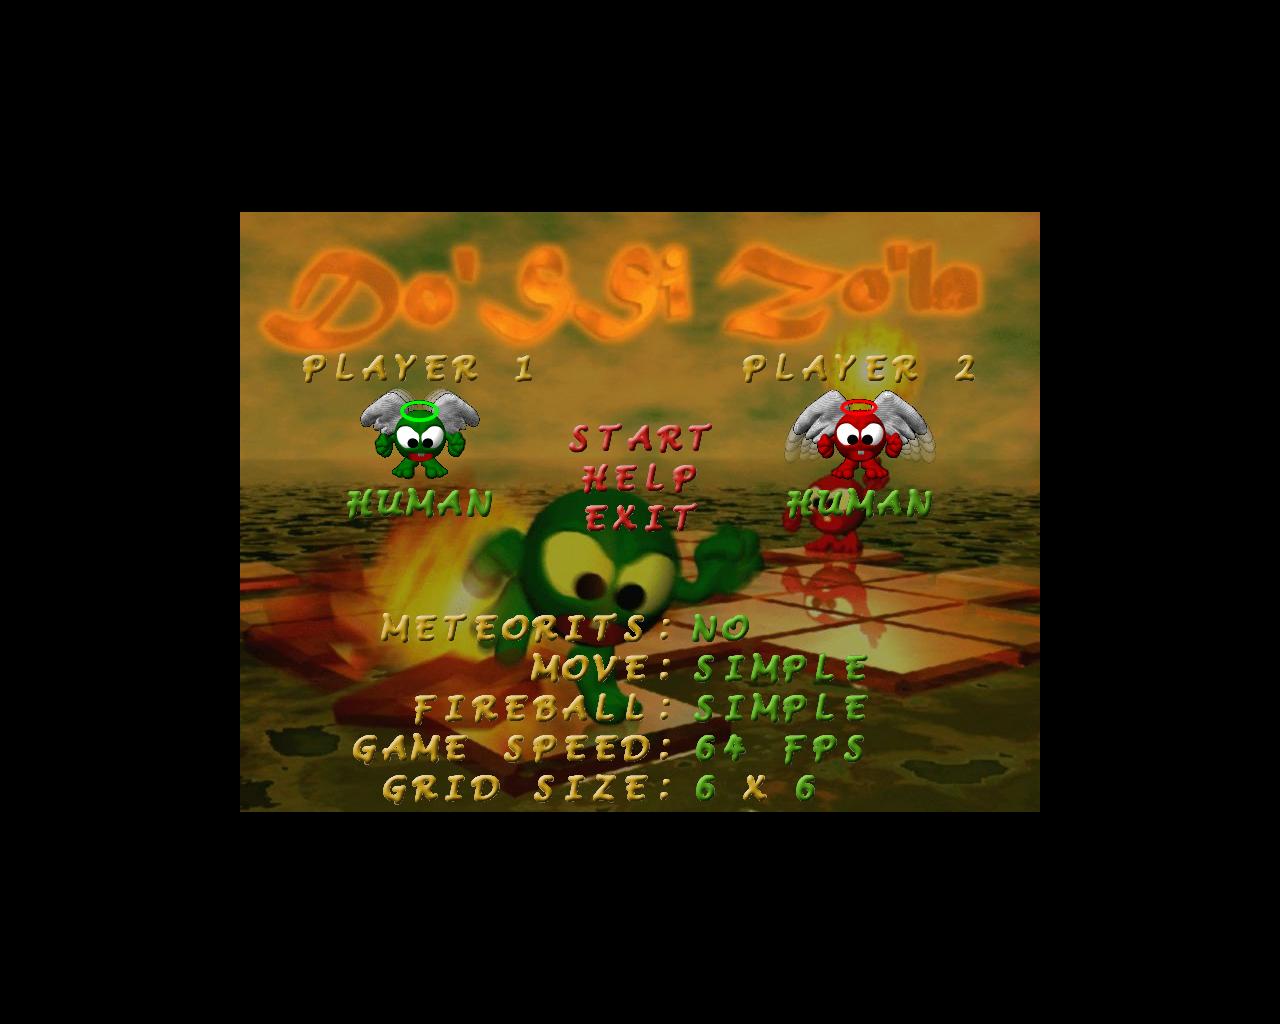 Do'ggi Zo"la
PLAYER 1 PLAYER 2
START
HELP
HUMAN HUMAN
EXIT
METEORITS: NO
MOVE: SIMPLE
FIREBALL: SIMPLE
GAME SPEED: 64 FPS
GRID SIZE: 6 X 6